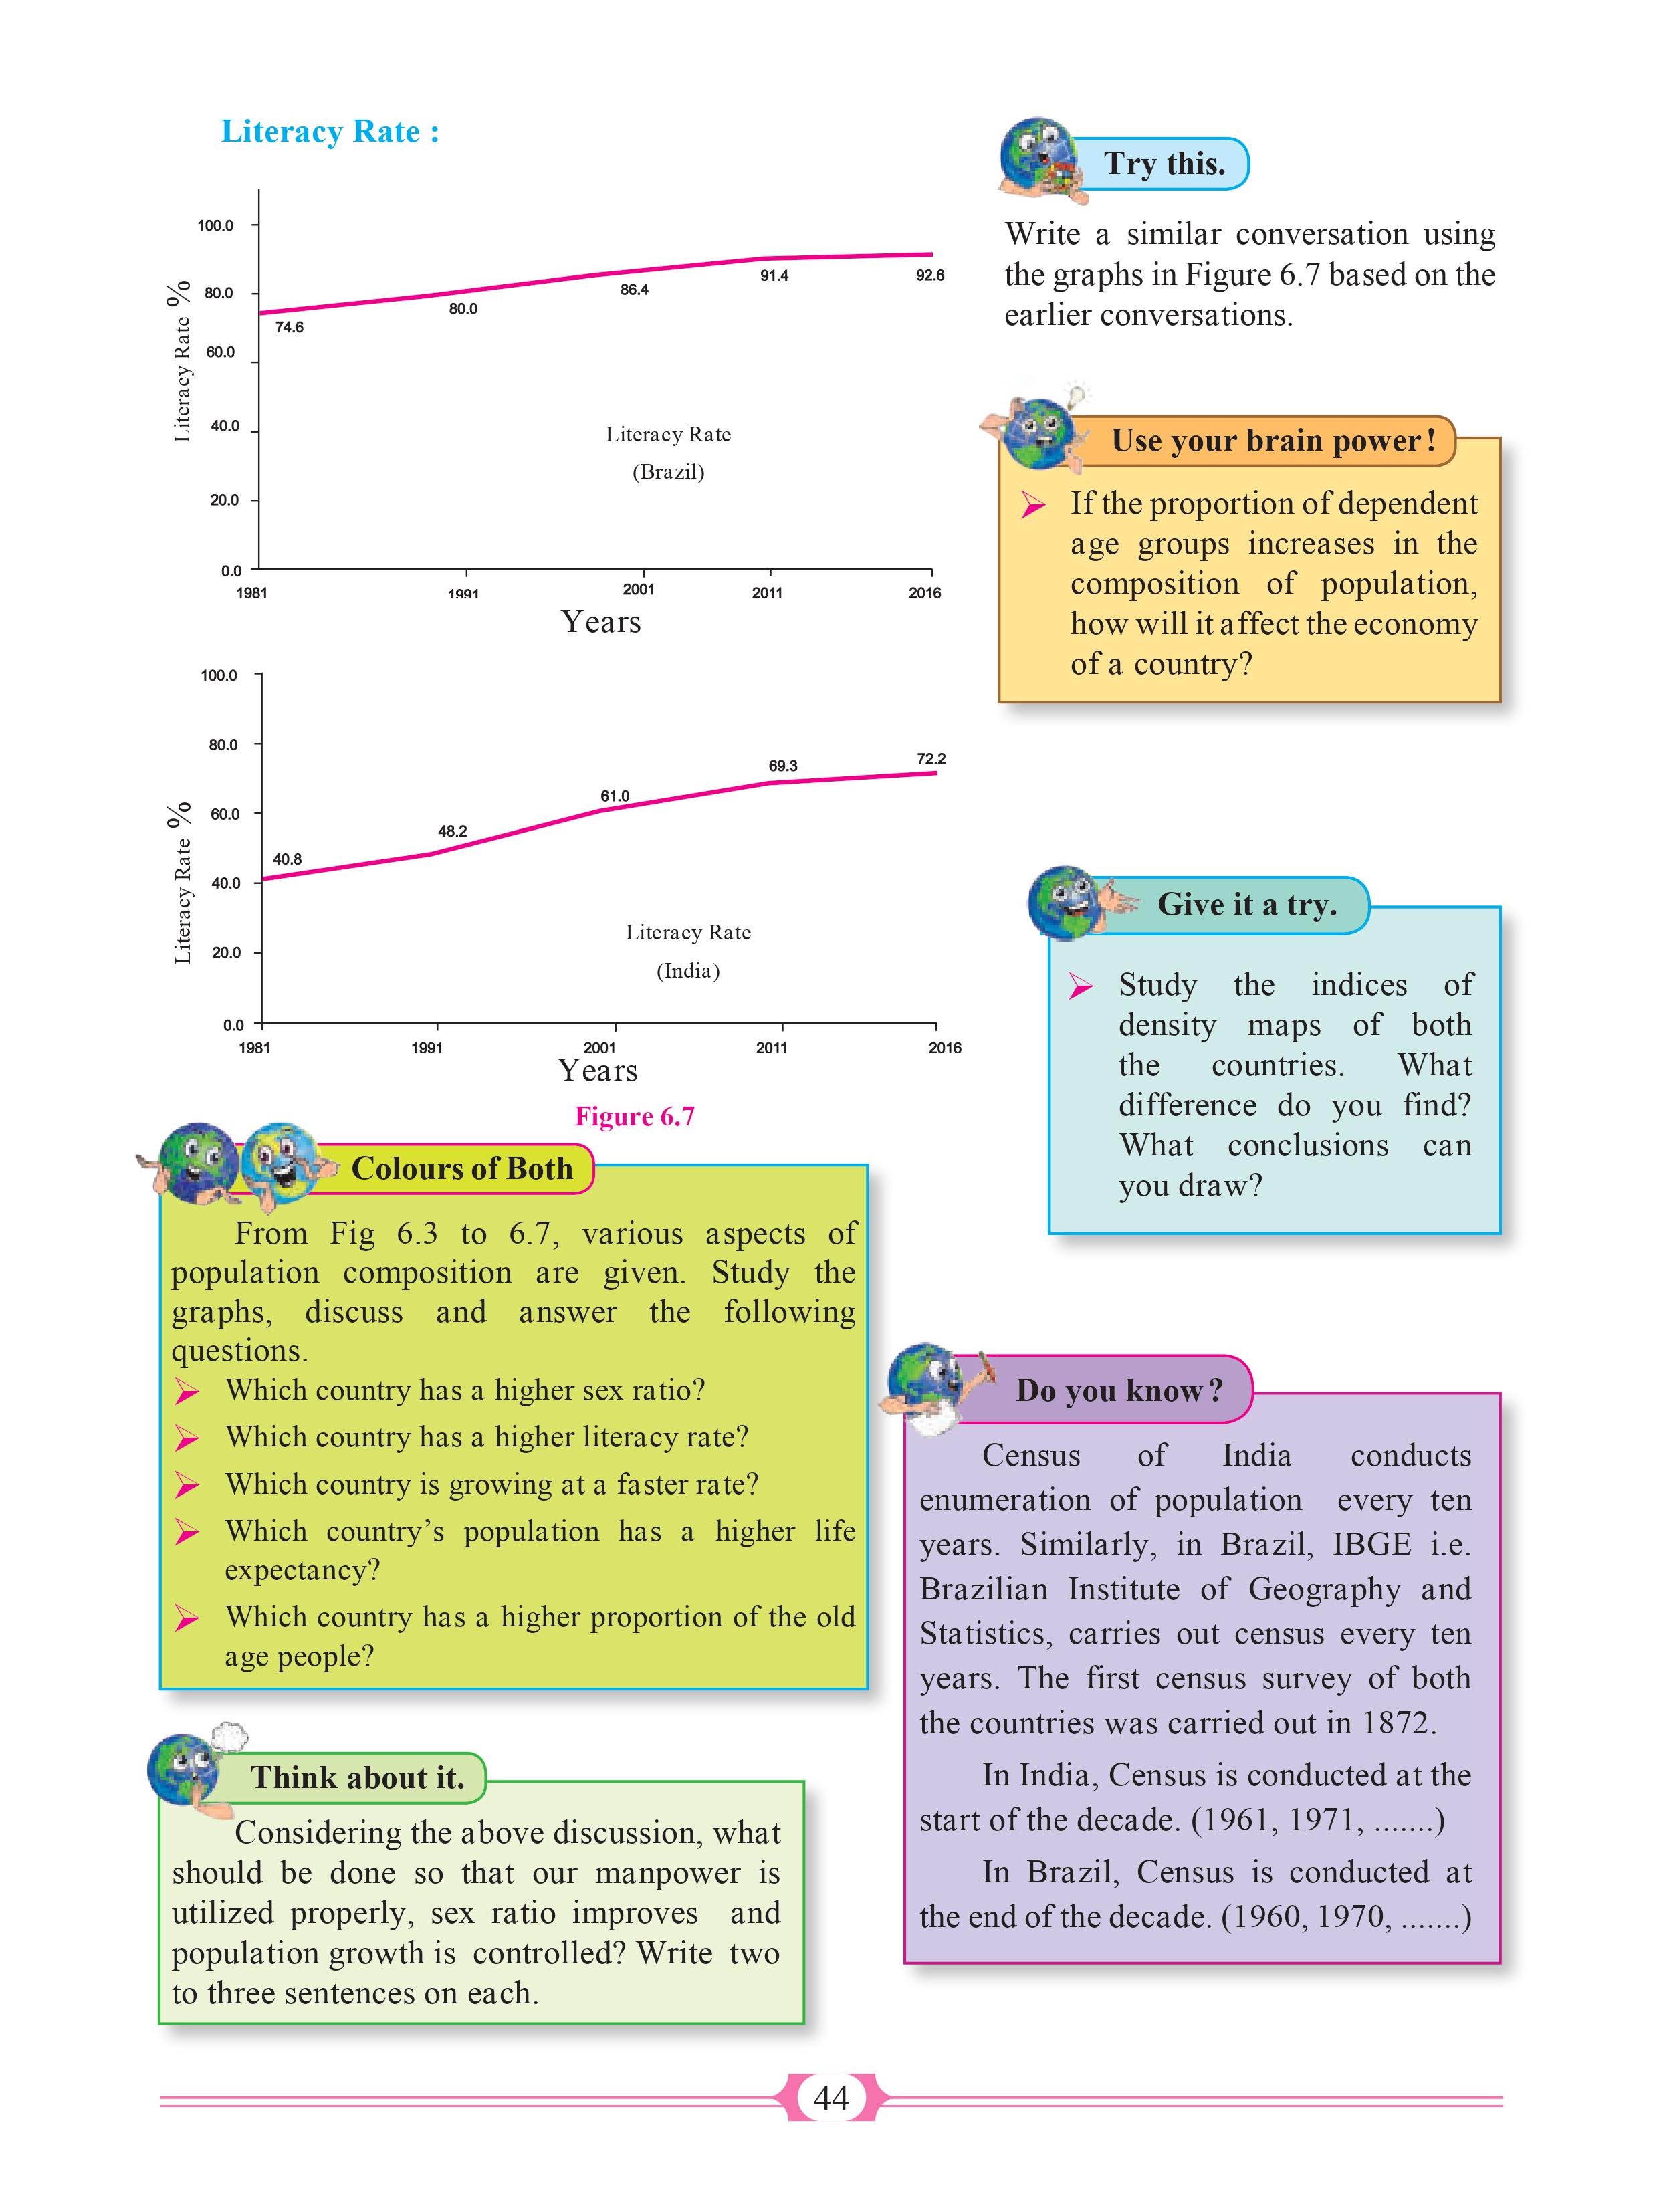 Literacy Rate :
100.0
80.0
60.0
40.0
20.0
0.0
Literacy Rate %
74.6
80.0
86.4
91.4
92.6
Literacy Rate
(Brazil)
1981
1991
2001
2011
2016
Years
100.0
80.0
60.0
40.0
20.0
0.0
Literacy Rate %
40.8
48.2
61.0
69.3
72.2
Literacy Rate
(India)
1981
1991
2001
2011
2016
Years
Figure 6.7
Colours of Both
From Fig 6.3 to 6.7, various aspects of
population composition are given. Study the
graphs, discuss and answer the following
questions.
Which country has a higher sex ratio?
Which country has a higher literacy rate?
Which country is growing at a faster rate?
Which country’s population has a higher life
expectancy?
Which country has a higher proportion of the old
age people?
Think about it.
Considering the above discussion, what
should be done so that our manpower is
utilized properly, sex ratio improves and
population growth is controlled? Write two
to three sentences on each.
Try this.
Write a similar conversation using
the graphs in Figure 6.7 based on the
earlier conversations.
Use your brain power!
If the proportion of dependent
age groups increases in the
composition of population,
how will it affect the economy
of a country?
Give it a try.
Study the indices of
density maps of both
the countries. What
difference do you find?
What conclusions can
you draw?
Do you know?
Census of India conducts
enumeration of population every ten
years. Similarly, in Brazil, IBGE i.e.
Brazilian Institute of Geography and
Statistics, carries out census every ten
years. The first census survey of both
the countries was carried out in 1872.
In India, Census is conducted at the
start of the decade. (1961, 1971, .......)
In Brazil, Census is conducted at
the end of the decade. (1960, 1970, .......)
44